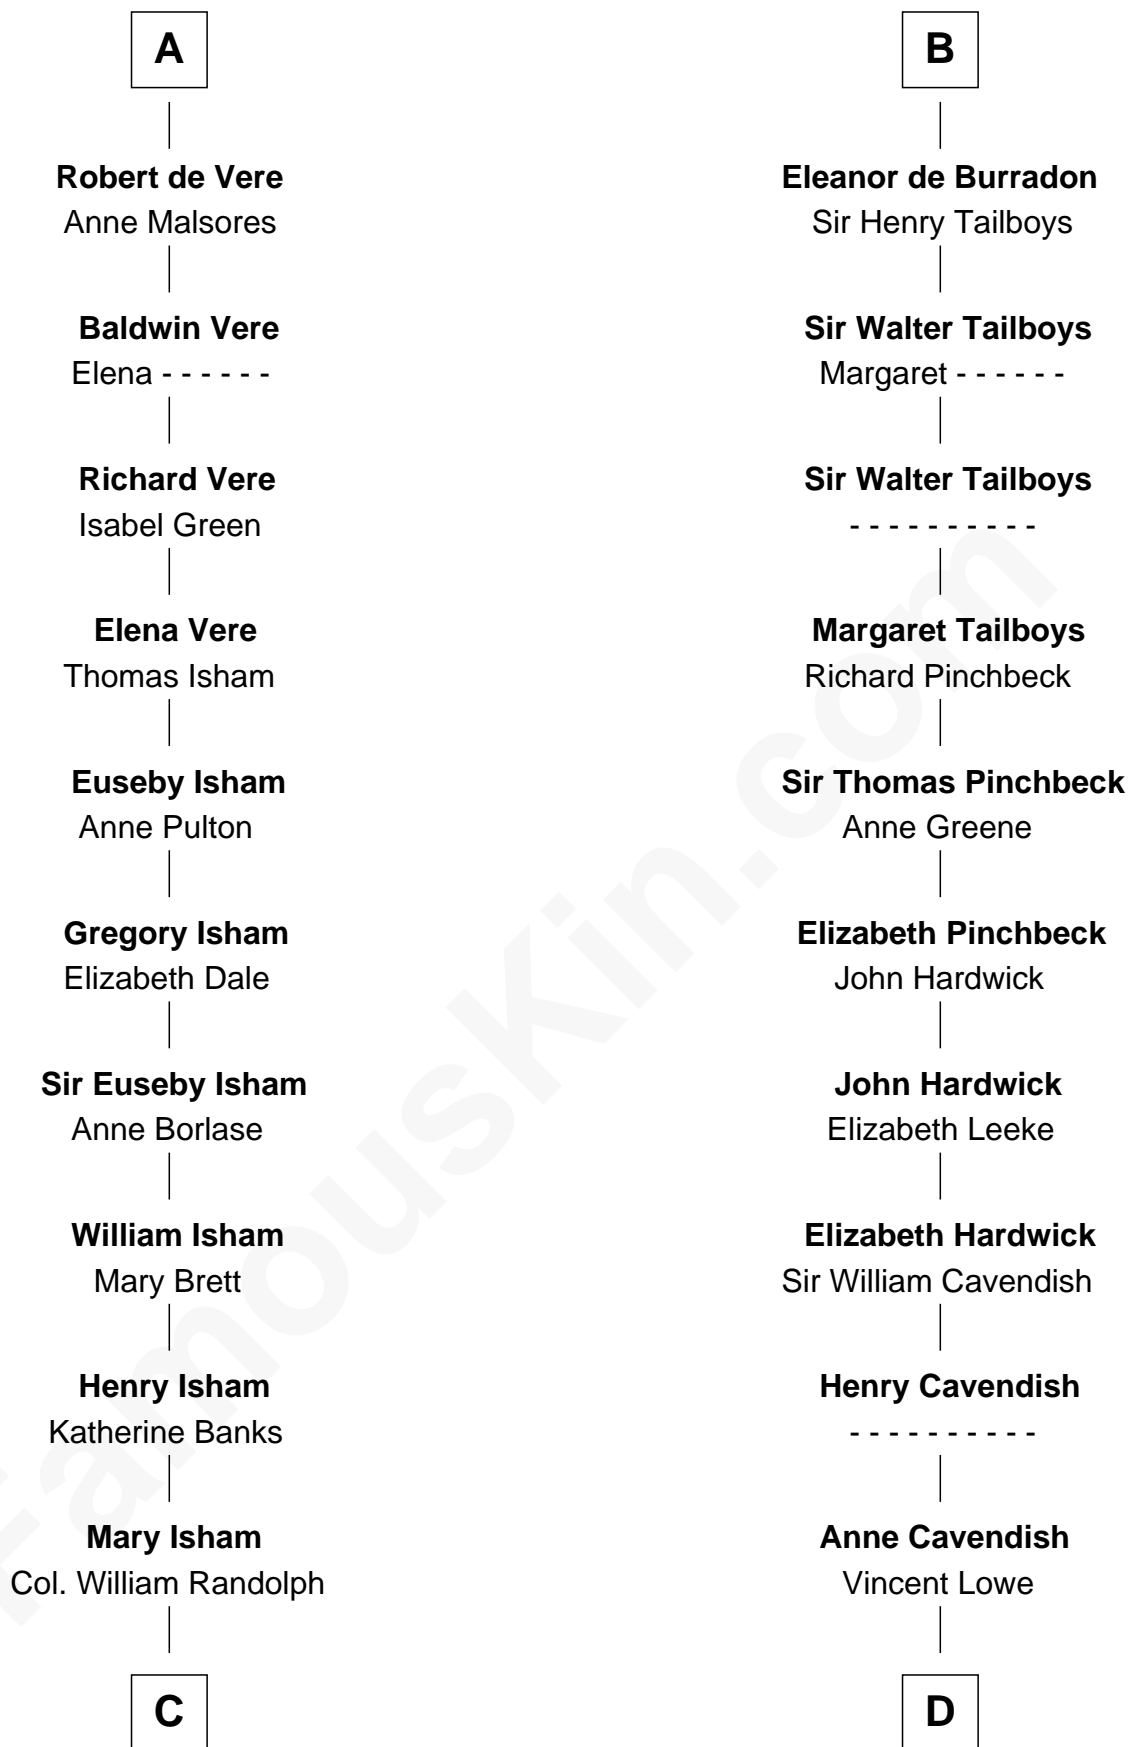 A
Robert de Vere
Anne Malsores
Baldwin Vere
Elena - - - - - -
Richard Vere
Isabel Green
Elena Vere
Thomas Isham
Euseby Isham
Anne Pulton
Gregory Isham
Elizabeth Dale
Sir Euseby Isham
Anne Borlase
William Isham
Mary Brett
Henry Isham
Katherine Banks
Mary Isham
Col. William Randolph
C
B
Eleanor de Burradon
Sir Henry Tailboys
Sir Walter Tailboys
Margaret - - - - - -
Sir Walter Tailboys
- - - - - - - - - -
Margaret Tailboys
Richard Pinchbeck
Sir Thomas Pinchbeck
Anne Greene
Elizabeth Pinchbeck
John Hardwick
John Hardwick
Elizabeth Leeke
Elizabeth Hardwick
Sir William Cavendish
Henry Cavendish
- - - - - - - - - -
Anne Cavendish
Vincent Lowe
D
FamousKin.com